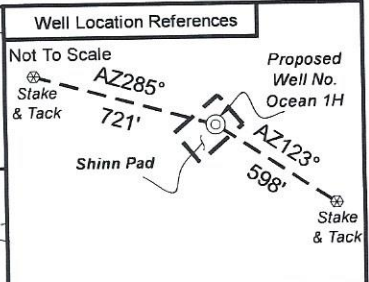 Well Location References
Not To Scale
AZ285°
721'
Stake
& Tack
Proposed
Well No.
Ocean 1H
Shinn Pad
AZ123°
598'
Stake
& Tack